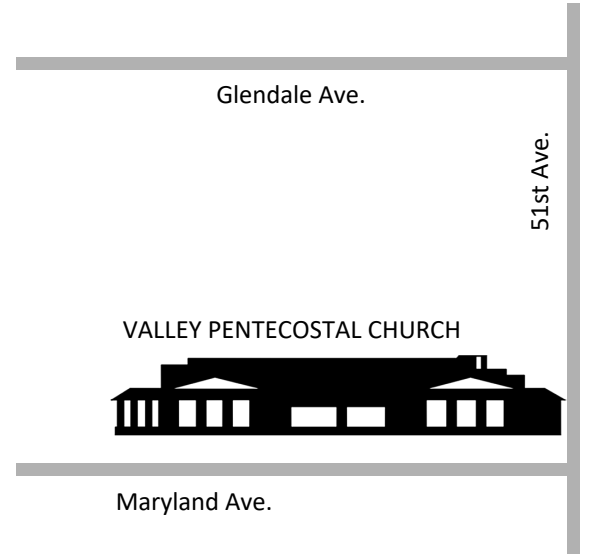 Glendale Ave.
51st Ave.
VALLEY PENTECOSTAL CHURCH
Maryland Ave.